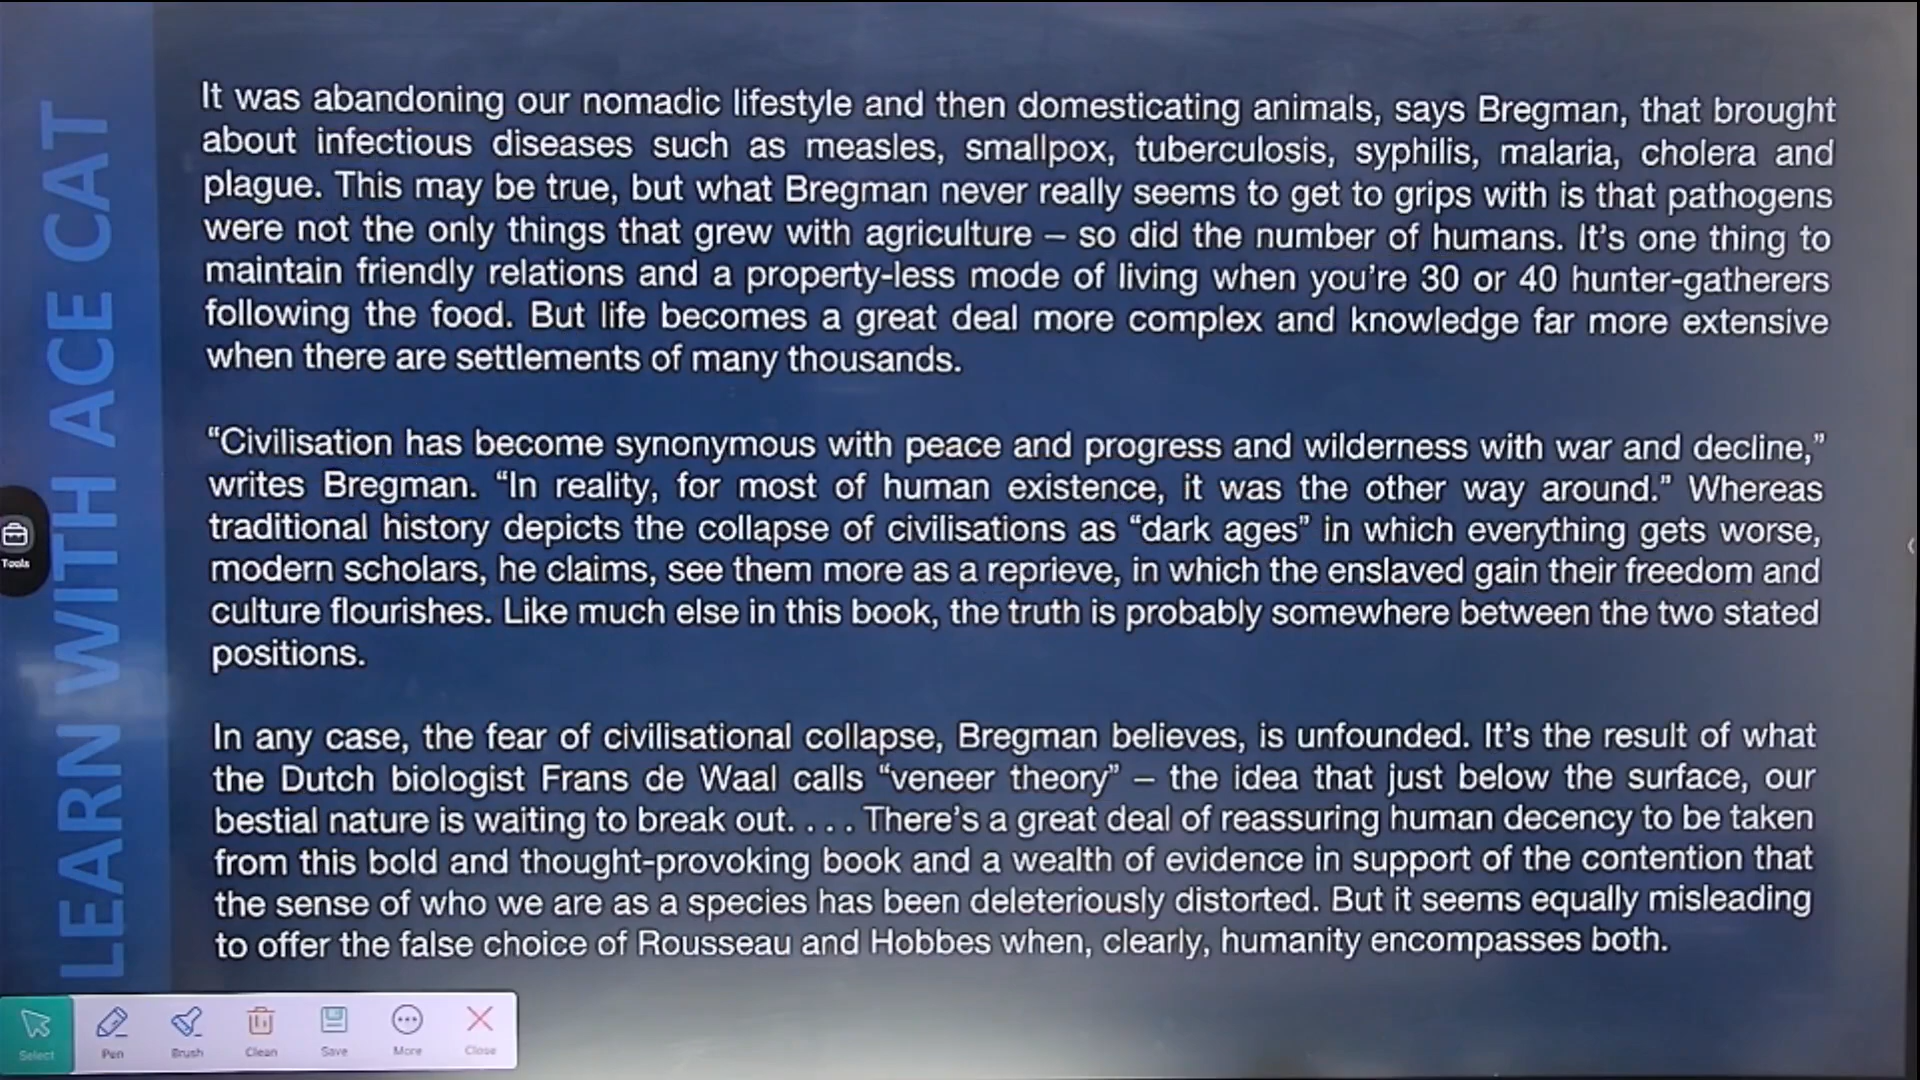 LEARN WITH ACE CAT
It was abandoning our nomadic lifestyle and then domesticating animals, says Bregman, that brought
about infectious diseases such as measles, smallpox, tuberculosis, syphilis, malaria, cholera and
plague. This may be true, but what Bregman never really seems to get to grips with is that pathogens
were not the only things that grew with agriculture – so did the number of humans. It's one thing to
maintain friendly relations and a property-less mode of living when you're 30 or 40 hunter-gatherers
following the food. But life becomes a great deal more complex and knowledge far more extensive
when there are settlements of many thousands.
“Civilisation has become synonymous with peace and progress and wilderness with war and decline,”
writes Bregman. “In reality, for most of human existence, it was the other way around.” Whereas
traditional history depicts the collapse of civilisations as “dark ages” in which everything gets worse,
modern scholars, he claims, see them more as a reprieve, in which the enslaved gain their freedom and
culture flourishes. Like much else in this book, the truth is probably somewhere between the two stated
positions.
In any case, the fear of civilisational collapse, Bregman believes, is unfounded. It's the result of what
the Dutch biologist Frans de Waal calls “veneer theory” – the idea that just below the surface, our
bestial nature is waiting to break out. . . . There's a great deal of reassuring human decency to be taken
from this bold and thought-provoking book and a wealth of evidence in support of the contention that
the sense of who we are as a species has been deleteriously distorted. But it seems equally misleading
to offer the false choice of Rousseau and Hobbes when, clearly, humanity encompasses both.
Tools
Select Pen Brush Clean Save More Close